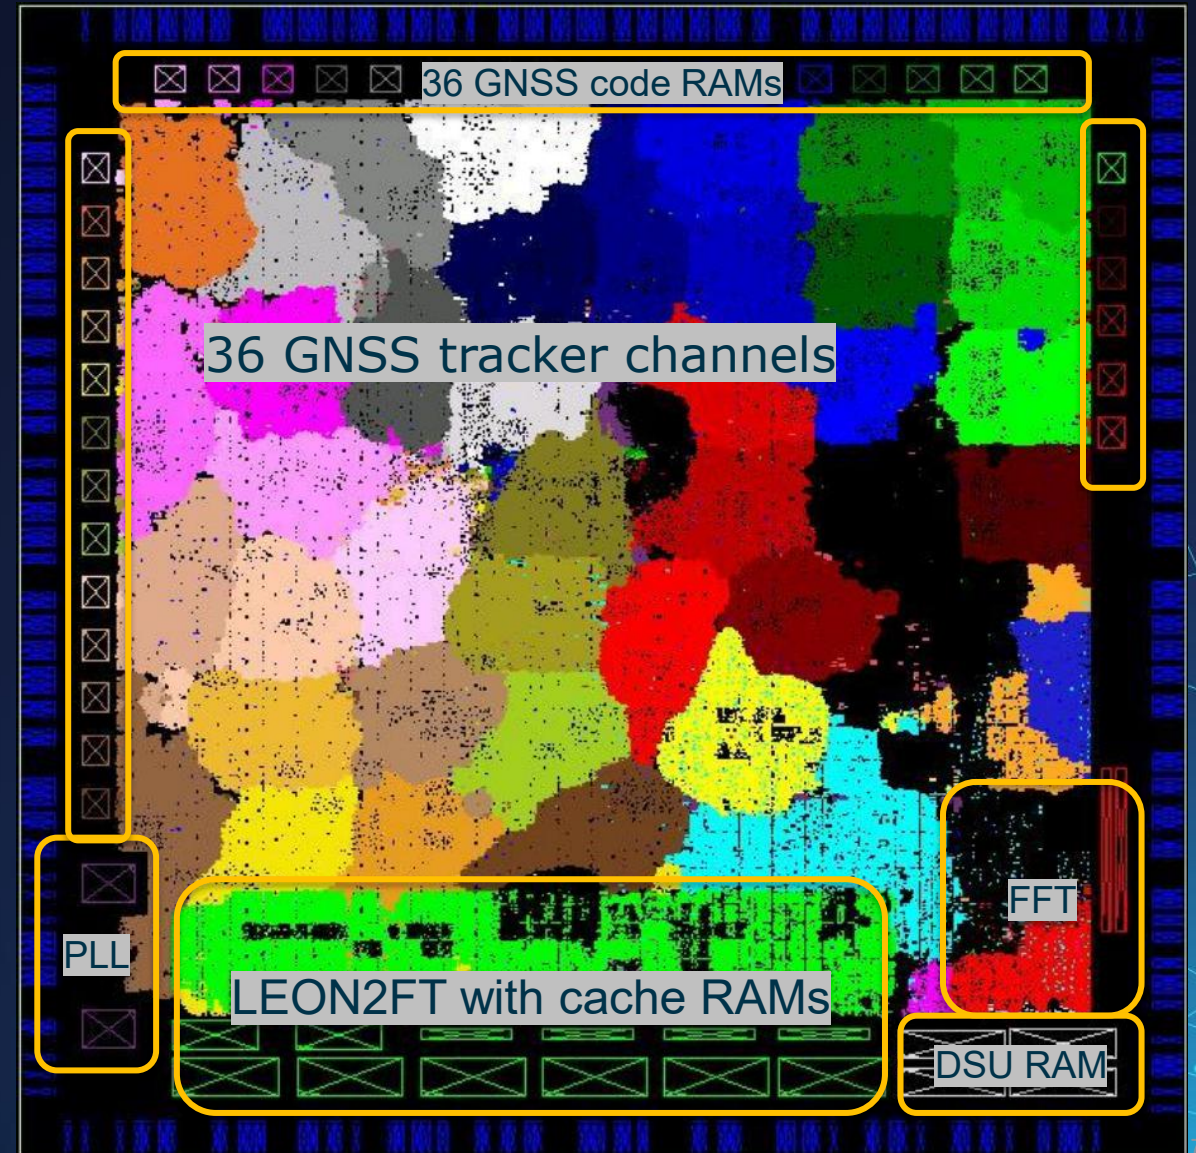 36 GNSS code RAMs
36 GNSS tracker channels
FFT
PLL
LEON2FT with cache RAMs
DSU RAM